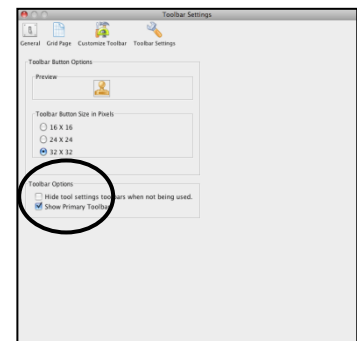 Toolbar Settings
General Grid Page Customize Toolbar Toolbar Settings
Toolbar Button Options
Preview
Toolbar Button Size in Pixels
16 X 16
24 X 24
32 X 32
Toolbar Options
Hide tool settings toolbars when not being used.
Show Primary Toolbar